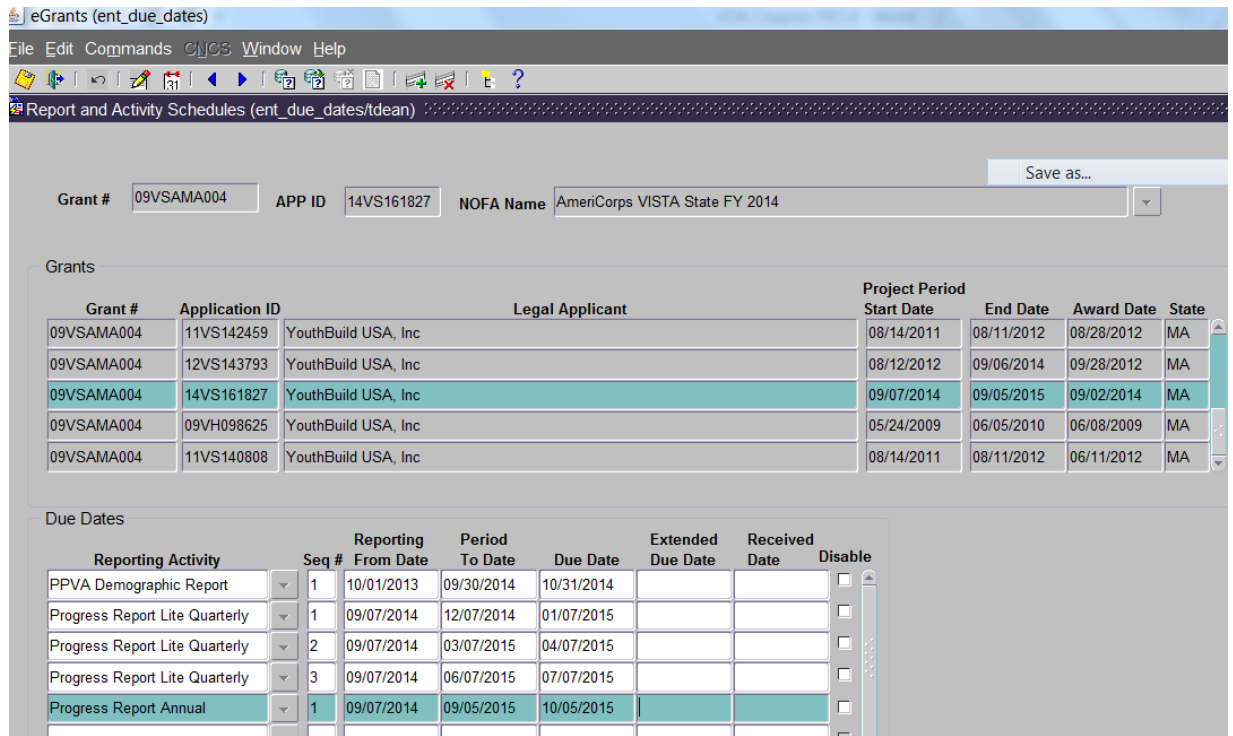 eGrants (ent_due_dates)
File Edit Commands CNCS Window Help
31 ?
Report and Activity Schedules (ent_due_dates/tdean)
Save as...
Grant # 09VSAMA004 APP ID 14VS161827 NOFA Name AmeriCorps VISTA State FY 2014
Grants
Project Period
Grant # Application ID Legal Applicant Start Date End Date Award Date State
09VSAMA004 11VS142459 YouthBuild USA, Inc 08/14/2011 08/11/2012 08/28/2012 MA
09VSAMA004 12VS143793 YouthBuild USA, Inc 08/12/2012 09/06/2014 09/28/2012 MA
09VSAMA004 14VS161827 YouthBuild USA, Inc 09/07/2014 09/05/2015 09/02/2014 MA
09VSAMA004 09VH098625 YouthBuild USA, Inc 05/24/2009 06/05/2010 06/08/2009 MA
09VSAMA004 11VS140808 YouthBuild USA, Inc 08/14/2011 08/11/2012 06/11/2012 MA
Due Dates
Reporting Period Extended Received
Reporting Activity Seq # From Date To Date Due Date Due Date Date Disable
PPVA Demographic Report 1 10/01/2013 09/30/2014 10/31/2014
Progress Report Lite Quarterly 1 09/07/2014 12/07/2014 01/07/2015
Progress Report Lite Quarterly 2 09/07/2014 03/07/2015 04/07/2015
Progress Report Lite Quarterly 3 09/07/2014 06/07/2015 07/07/2015
Progress Report Annual 1 09/07/2014 09/05/2015 10/05/2015